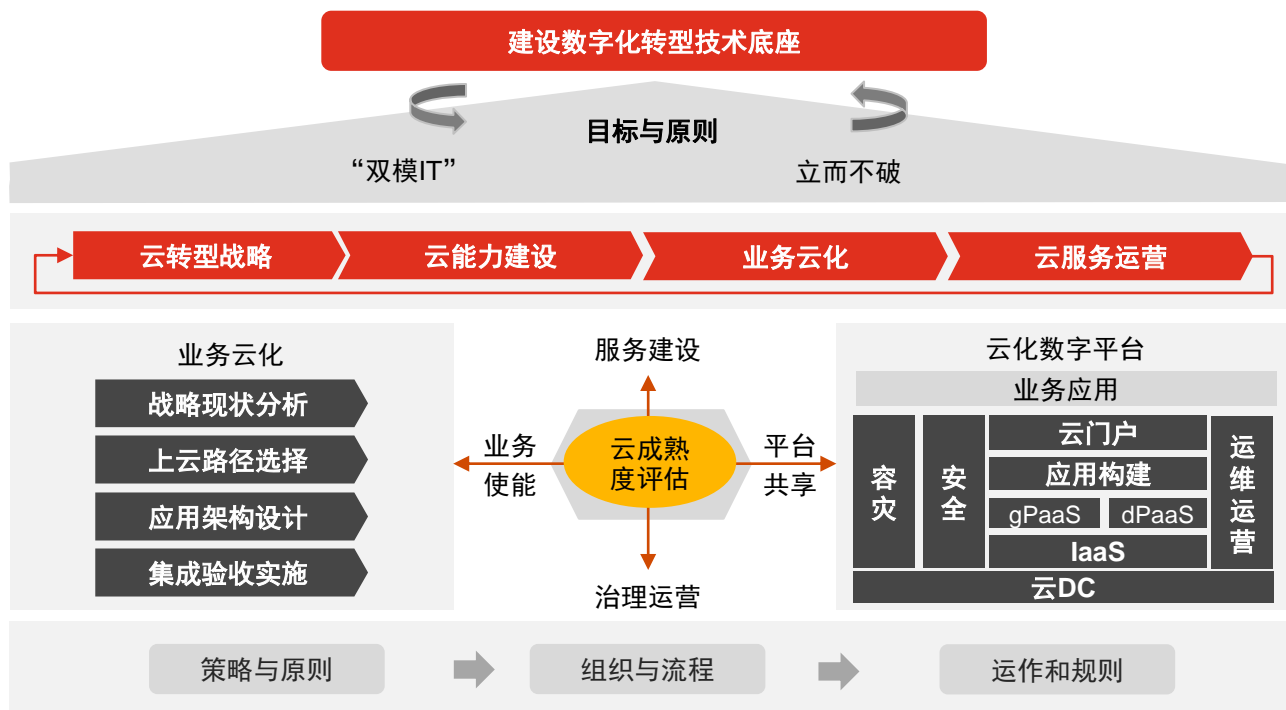 建设数字化转型技术底座
目标与原则
“双模IT”
立而不破
云转型战略
云能力建设
业务云化
云服务运营
业务云化
战略现状分析
上云路径选择
应用架构设计
集成验收实施
服务建设
业务
使能
云成熟
度评估
平台
共享
治理运营
云化数字平台
业务应用
容灾
安全
云门户
应用构建
gPaaS
dPaaS
IaaS
运维运营
云DC
策略与原则
组织与流程
运作和规则